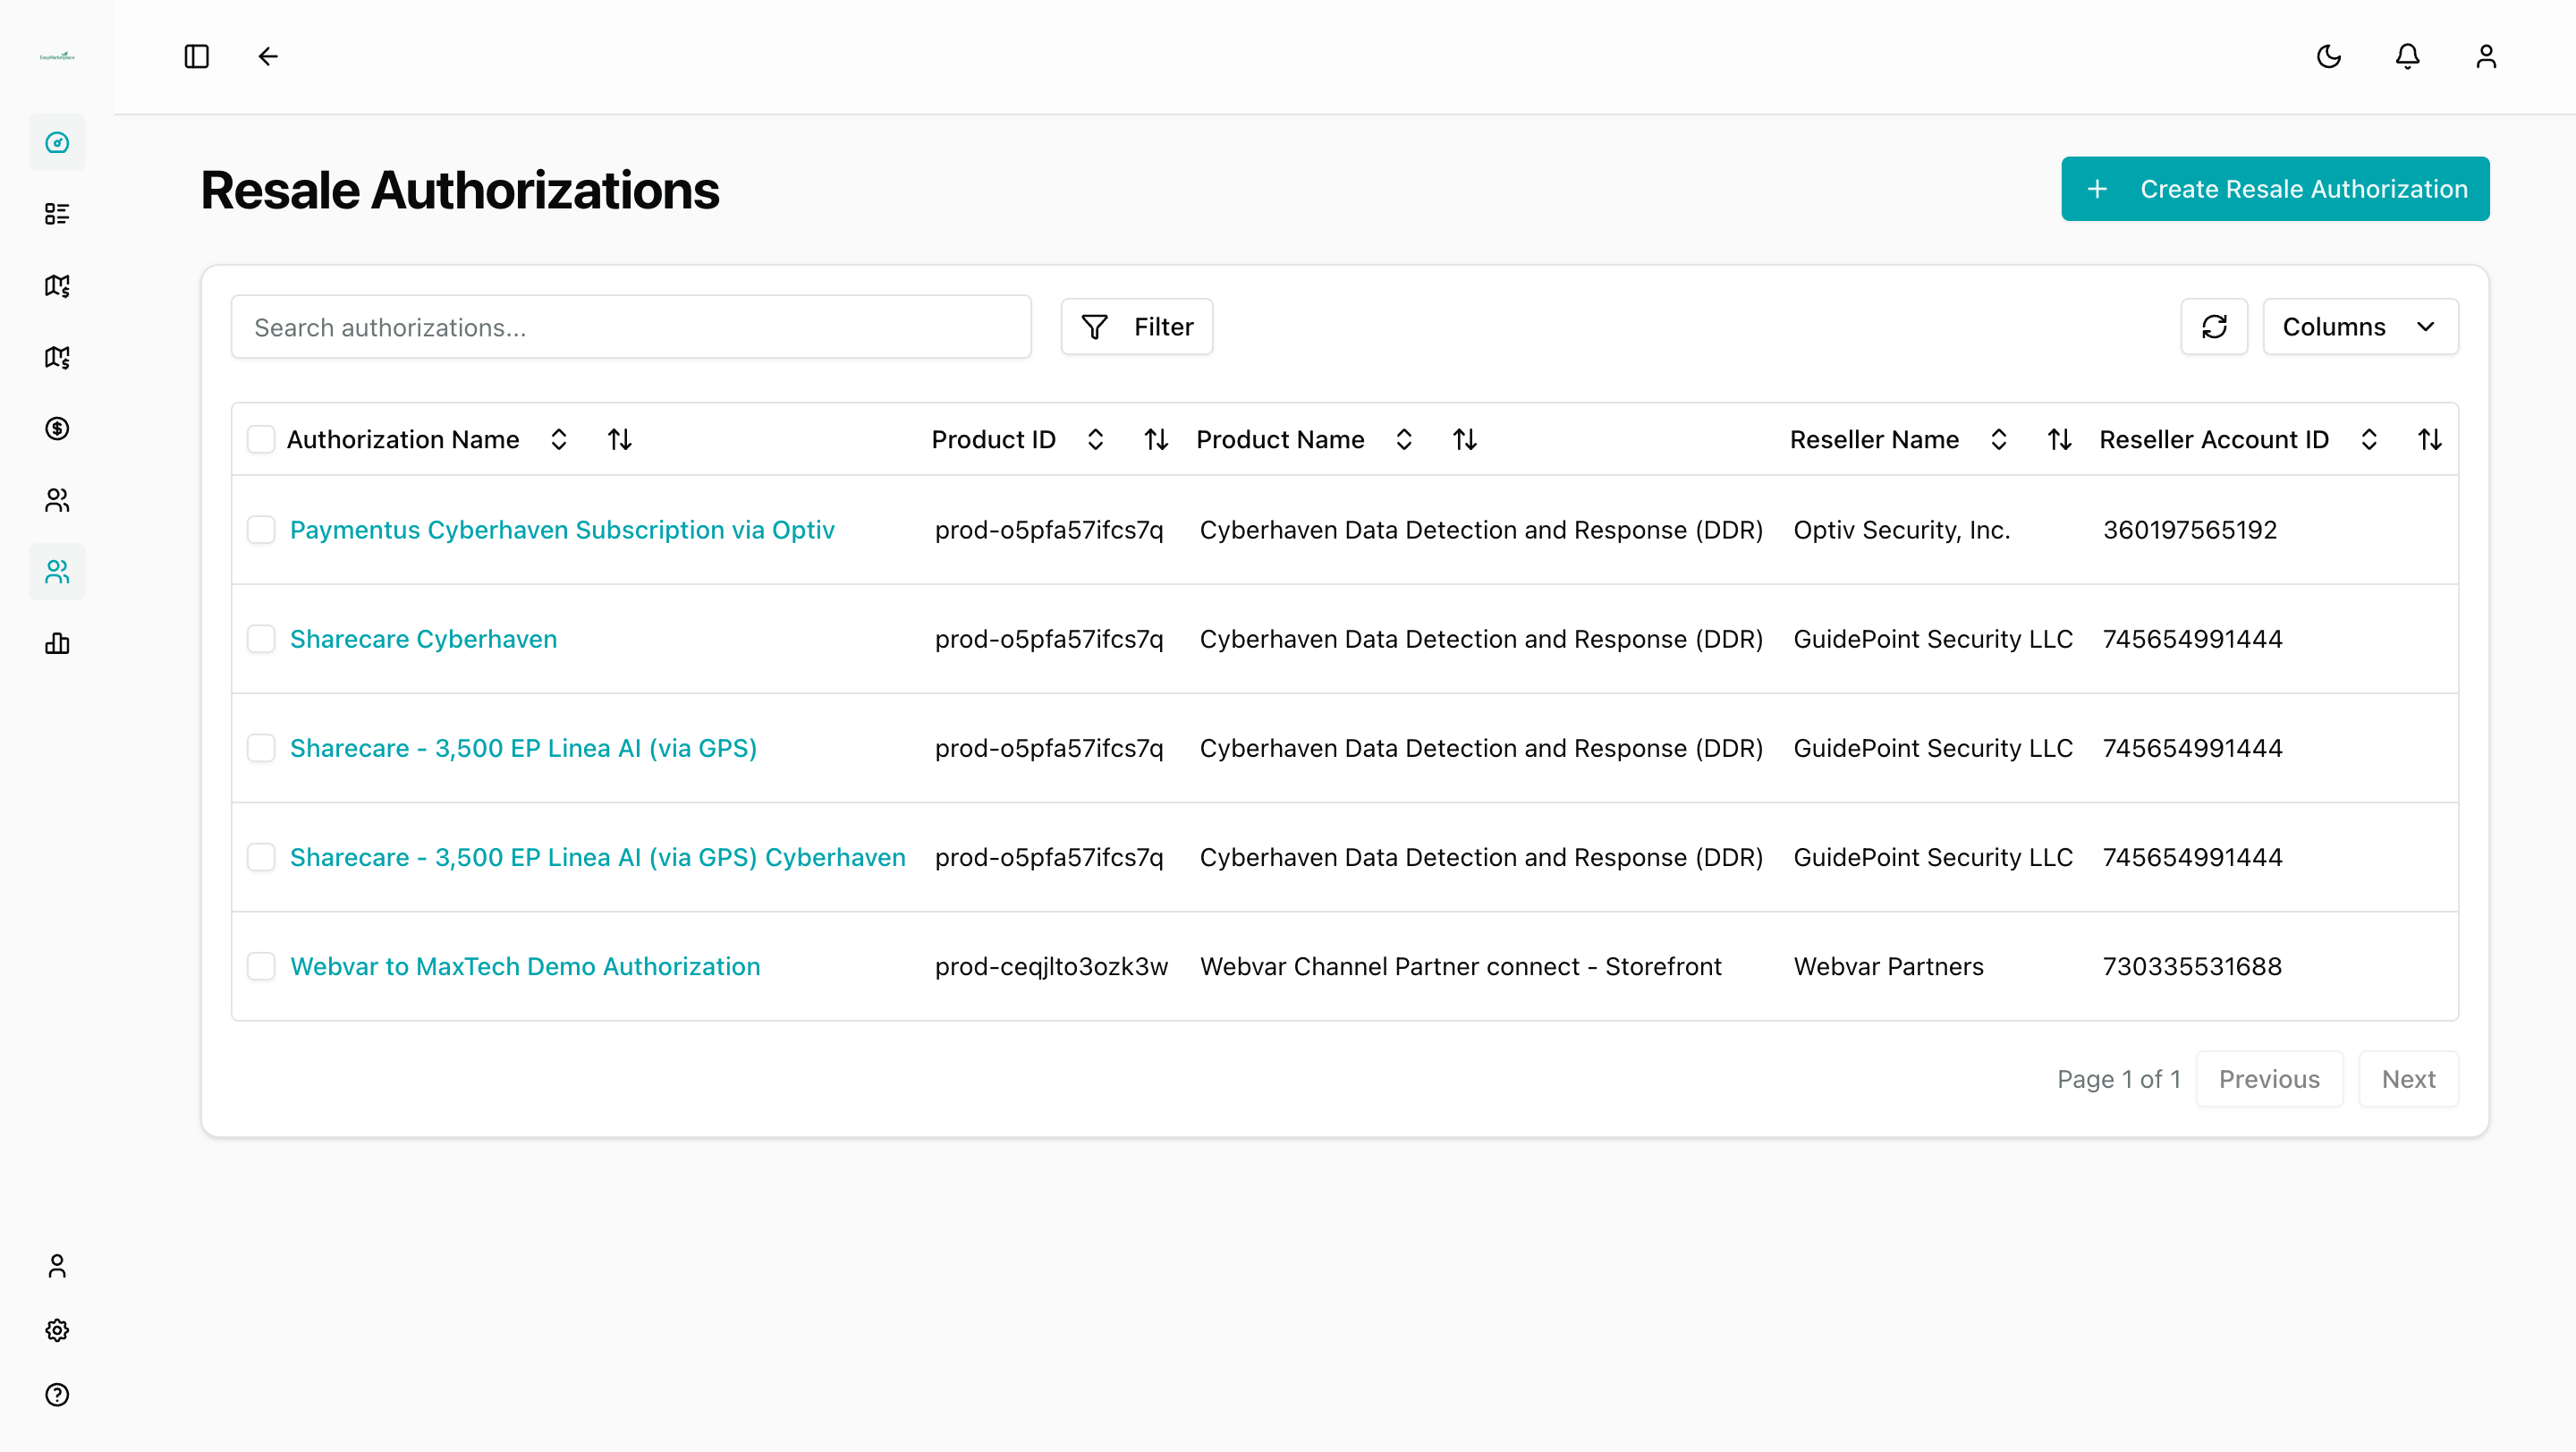 EasyMarketplace
Resale Authorizations
Create Resale Authorization
Search authorizations...
Filter
Columns
Authorization Name Product ID Product Name Reseller Name Reseller Account ID
Paymentus Cyberhaven Subscription via Optiv prod-o5pfa57ifcs7q Cyberhaven Data Detection and Response (DDR) Optiv Security, Inc. 360197565192
Sharecare Cyberhaven prod-o5pfa57ifcs7q Cyberhaven Data Detection and Response (DDR) GuidePoint Security LLC 745654991444
Sharecare - 3,500 EP Linea AI (via GPS) prod-o5pfa57ifcs7q Cyberhaven Data Detection and Response (DDR) GuidePoint Security LLC 745654991444
Sharecare - 3,500 EP Linea AI (via GPS) Cyberhaven prod-o5pfa57ifcs7q Cyberhaven Data Detection and Response (DDR) GuidePoint Security LLC 745654991444
Webvar to MaxTech Demo Authorization prod-ceqjlto3ozk3w Webvar Channel Partner connect - Storefront Webvar Partners 730335531688
Page 1 of 1 Previous Next